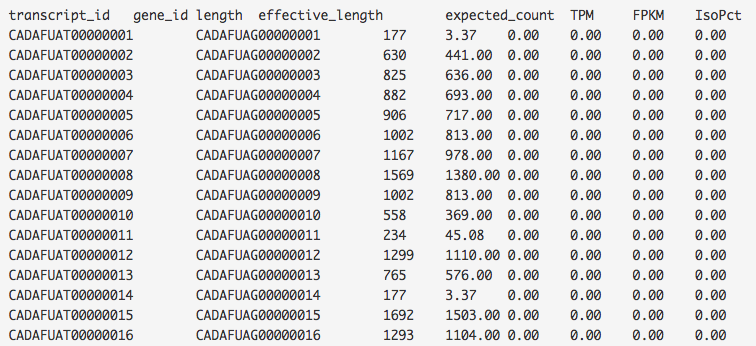 transcript_id gene_id length effective_length expected_count TPM FPKM IsoPct
CADAFUAT00000001 CADAFUAG00000001 177 3.37 0.00 0.00 0.00 0.00
CADAFUAT00000002 CADAFUAG00000002 630 441.00 0.00 0.00 0.00 0.00
CADAFUAT00000003 CADAFUAG00000003 825 636.00 0.00 0.00 0.00 0.00
CADAFUAT00000004 CADAFUAG00000004 882 693.00 0.00 0.00 0.00 0.00
CADAFUAT00000005 CADAFUAG00000005 906 717.00 0.00 0.00 0.00 0.00
CADAFUAT00000006 CADAFUAG00000006 1002 813.00 0.00 0.00 0.00 0.00
CADAFUAT00000007 CADAFUAG00000007 1167 978.00 0.00 0.00 0.00 0.00
CADAFUAT00000008 CADAFUAG00000008 1569 1380.00 0.00 0.00 0.00 0.00
CADAFUAT00000009 CADAFUAG00000009 1002 813.00 0.00 0.00 0.00 0.00
CADAFUAT00000010 CADAFUAG00000010 558 369.00 0.00 0.00 0.00 0.00
CADAFUAT00000011 CADAFUAG00000011 234 45.08 0.00 0.00 0.00 0.00
CADAFUAT00000012 CADAFUAG00000012 1299 1110.00 0.00 0.00 0.00 0.00
CADAFUAT00000013 CADAFUAG00000013 765 576.00 0.00 0.00 0.00 0.00
CADAFUAT00000014 CADAFUAG00000014 177 3.37 0.00 0.00 0.00 0.00
CADAFUAT00000015 CADAFUAG00000015 1692 1503.00 0.00 0.00 0.00 0.00
CADAFUAT00000016 CADAFUAG00000016 1293 1104.00 0.00 0.00 0.00 0.00